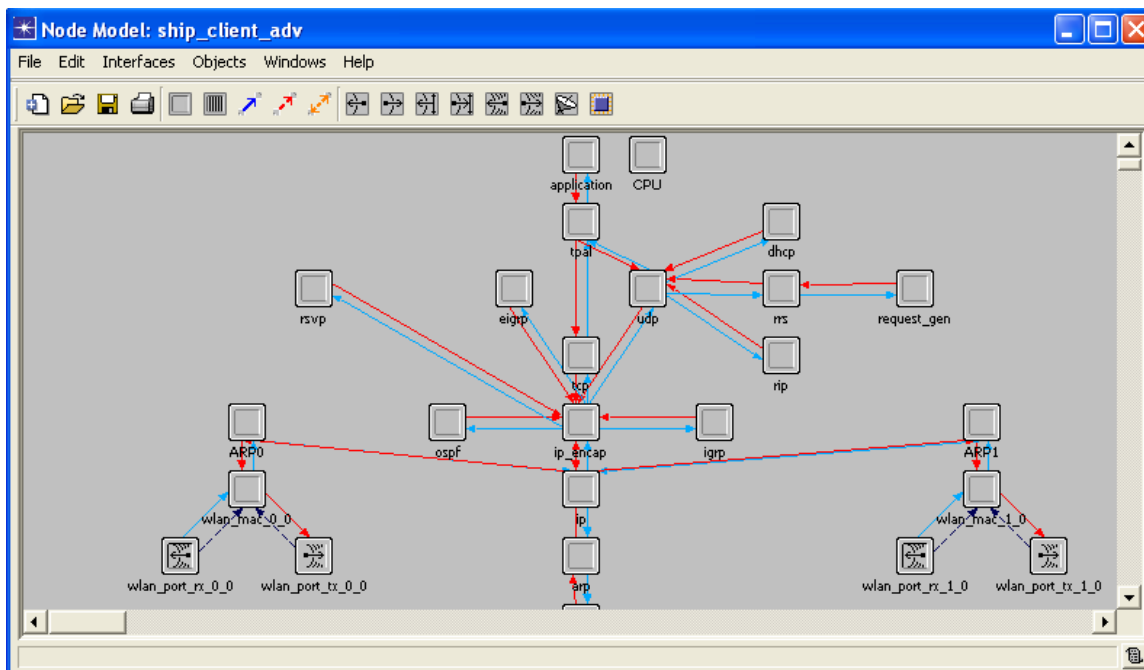 Node Model: ship_client_adv
File Edit Interfaces Objects Windows Help
application CPU
tpal dhcp
rsvp eigrp udp rrs request_gen
tcp rip
ARP0 ospf ip_encap igrp ARP1
wlan_mac_0_0 ip wlan_mac_1_0
wlan_port_rx_0_0 wlan_port_tx_0_0 arp wlan_port_rx_1_0 wlan_port_tx_1_0